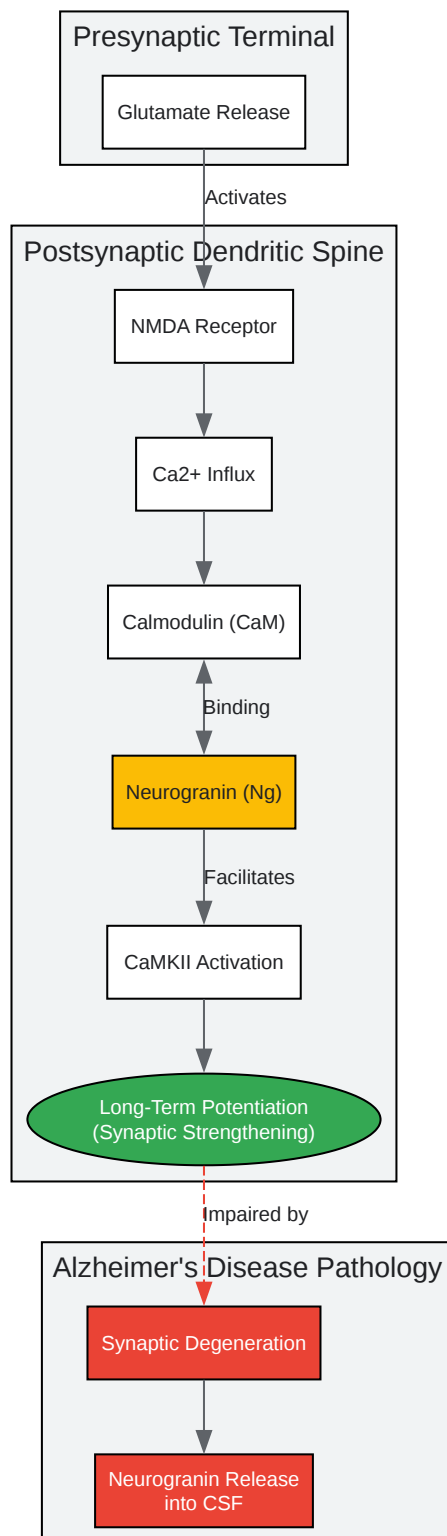 Presynaptic Terminal
Glutamate Release
Activates
Postsynaptic Dendritic Spine
NMDA Receptor
Ca2+ Influx
Calmodulin (CaM)
Binding
Neurogranin (Ng)
Facilitates
CaMKII Activation
Long-Term Potentiation
(Synaptic Strengthening)
Impaired by
Alzheimer's Disease Pathology
Synaptic Degeneration
Neurogranin Release
into CSF